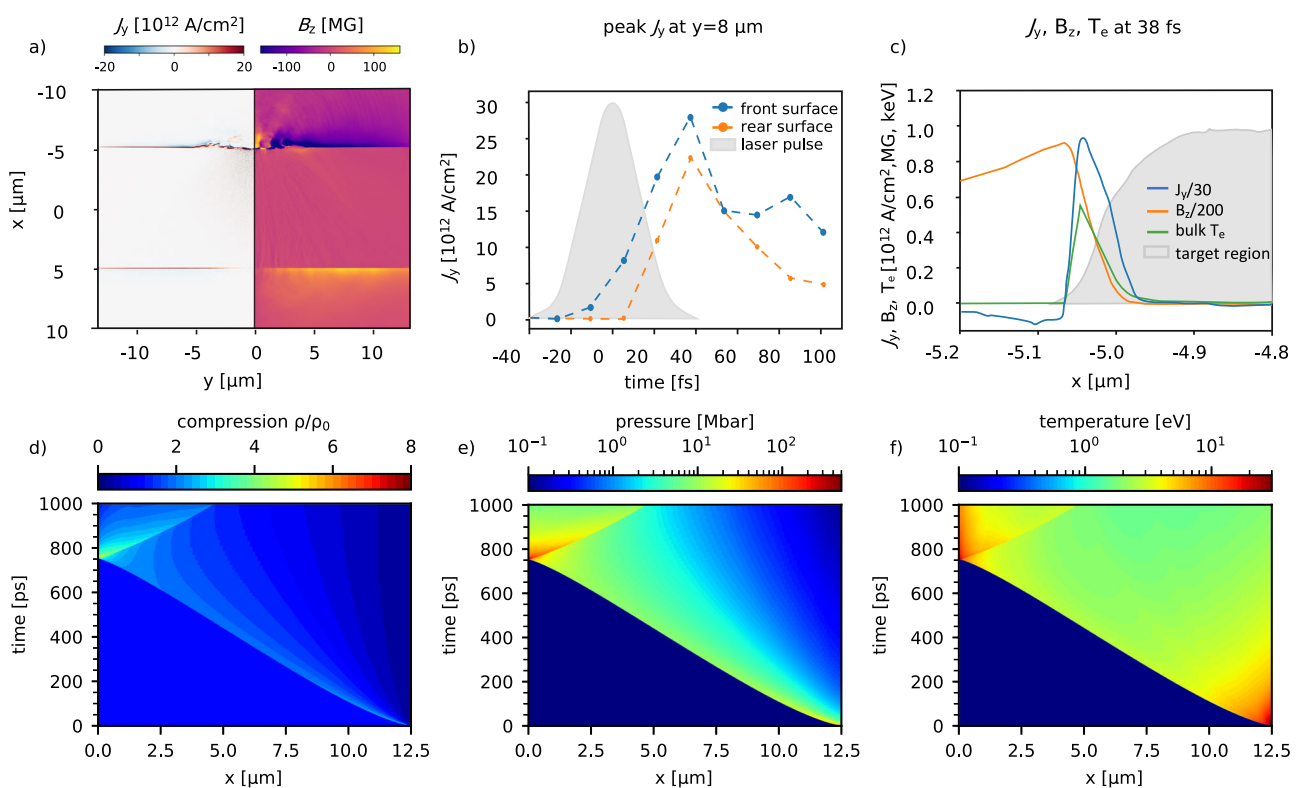 a)
J_y [10^12 A/cm^2]
B_z [MG]
-20 0 20
-100 0 100
-10
-5
0
5
10
x [μm]
-10 -5 0 5 10
y [μm]
b)
peak J_y at y=8 μm
30
25
20
15
10
5
0
J_y [10^12 A/cm^2]
front surface
rear surface
laser pulse
-40 -20 0 20 40 60 80 100
time [fs]
c)
J_y, B_z, T_e at 38 fs
1.2
1.0
0.8
0.6
0.4
0.2
0.0
J_y, B_z, T_e [10^12 A/cm^2,MG, keV]
J_y/30
B_z/200
bulk T_e
target region
-5.2 -5.1 -5.0 -4.9 -4.8
x [μm]
d)
compression ρ/ρ_0
0 2 4 6 8
1000
800
600
400
200
0
time [ps]
0.0 2.5 5.0 7.5 10.0 12.5
x [μm]
e)
pressure [Mbar]
10^-1 10^0 10^1 10^2
1000
800
600
400
200
0
time [ps]
0.0 2.5 5.0 7.5 10.0 12.5
x [μm]
f)
temperature [eV]
10^-1 10^0 10^1
1000
800
600
400
200
0
time [ps]
0.0 2.5 5.0 7.5 10.0 12.5
x [μm]